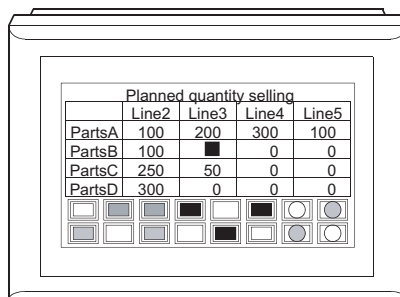 Planned quantity selling
Line2 Line3 Line4 Line5
PartsA 100 200 300 100
PartsB 100 0 0
PartsC 250 50 0 0
PartsD 300 0 0 0